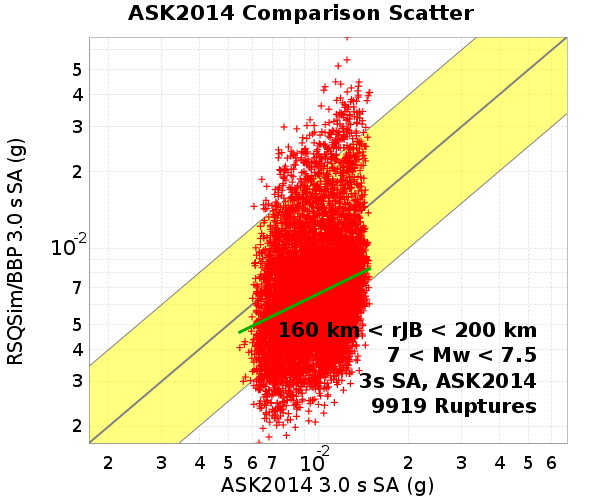 ASK2014 Comparison Scatter
RSQSim/BBP 3.0 s SA (g)
5
4
3
2
10-2
7
5
4
3
2
160 km < rJB < 200 km
7 < Mw < 7.5
3s SA, ASK2014
9919 Ruptures
2 3 4 5 6 7 10-2 2 3 4 5 6
ASK2014 3.0 s SA (g)